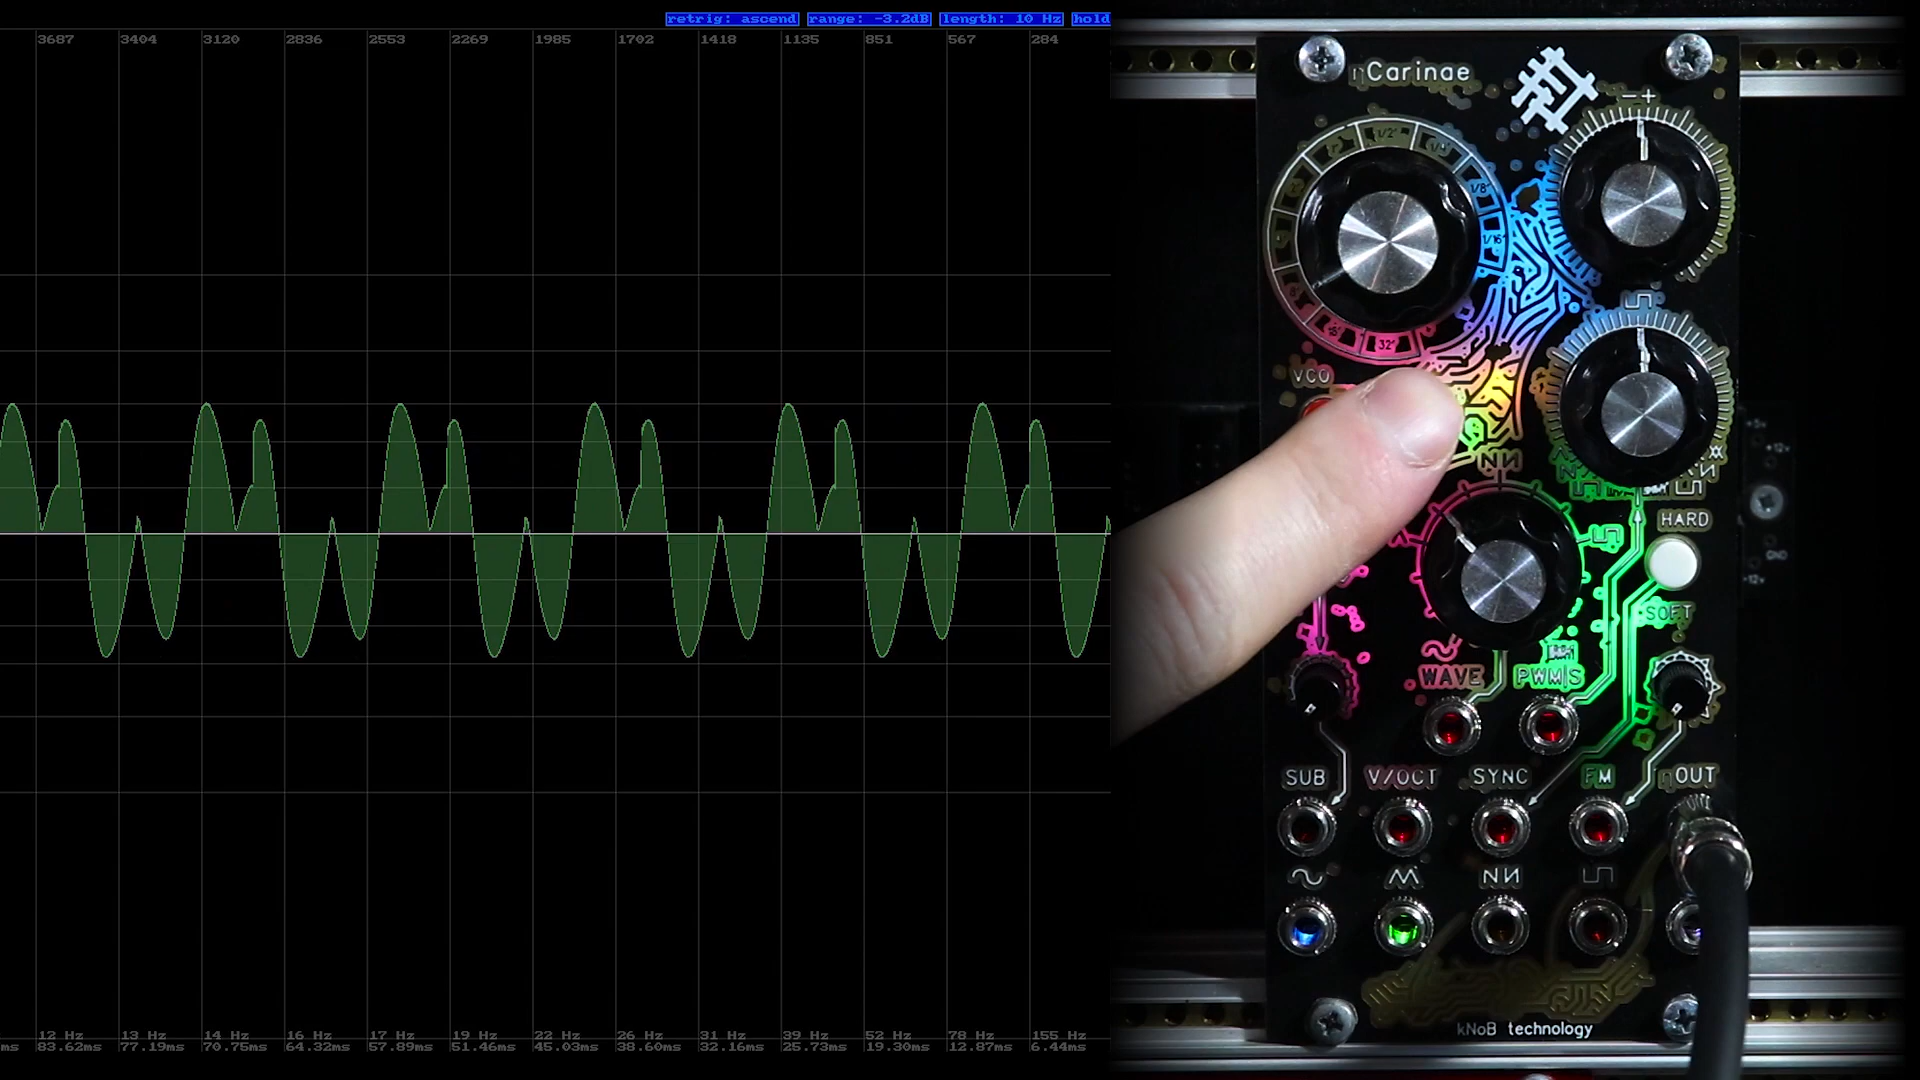 retrig: ascend range: -3.2dB length: 10 Hz hold
3687 3404 3120 2836 2553 2269 1985 1702 1418 1135 851 567 284
12 Hz 13 Hz 14 Hz 16 Hz 17 Hz 19 Hz 22 Hz 26 Hz 31 Hz 39 Hz 52 Hz 78 Hz 155 Hz
ms 83.62ms 77.19ms 70.75ms 64.32ms 57.89ms 51.46ms 45.03ms 38.60ms 32.16ms 25.73ms 19.30ms 12.87ms 6.44ms
ηCarinae
- +
1/2'
1/8'
1/16'
32'
VCO
HARD
SOFT
WAVE PWM|S
SUB V/OCT SYNC FM ηOUT
kNoB technology